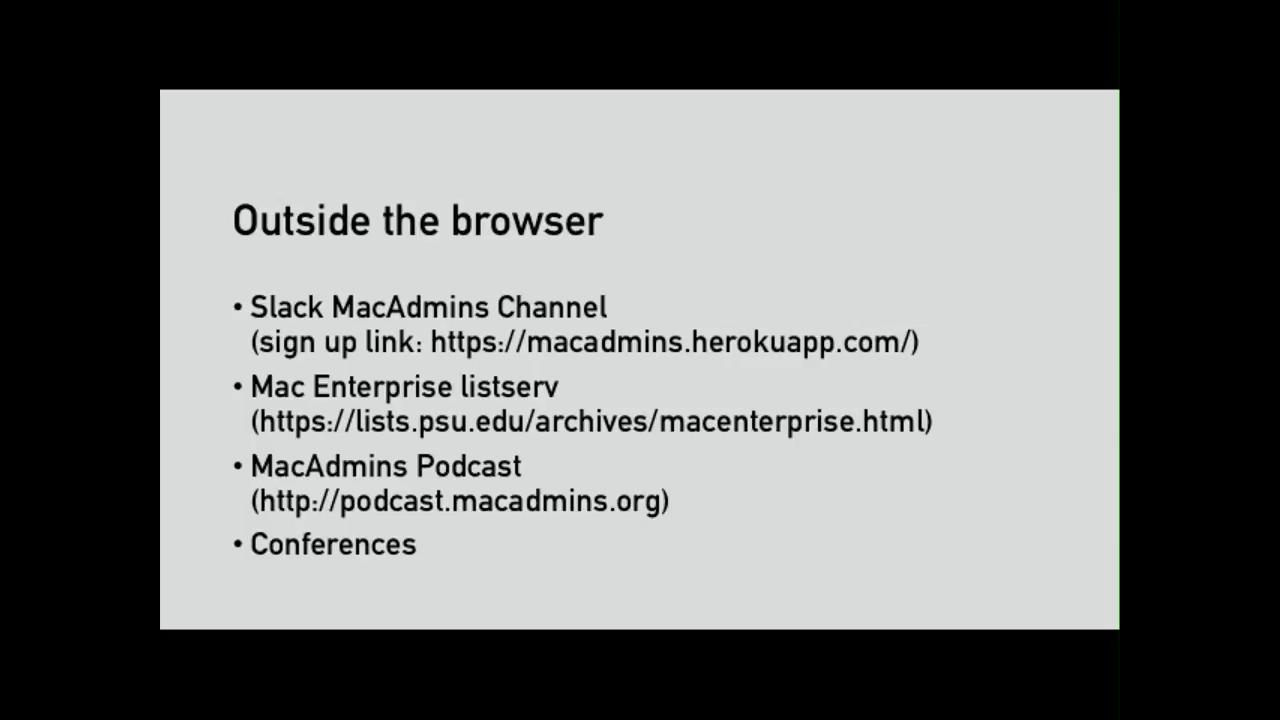 Outside the browser
• Slack MacAdmins Channel
(sign up link: https://macadmins.herokuapp.com/)
• Mac Enterprise listserv
(https://lists.psu.edu/archives/macenterprise.html)
• MacAdmins Podcast
(http://podcast.macadmins.org)
• Conferences